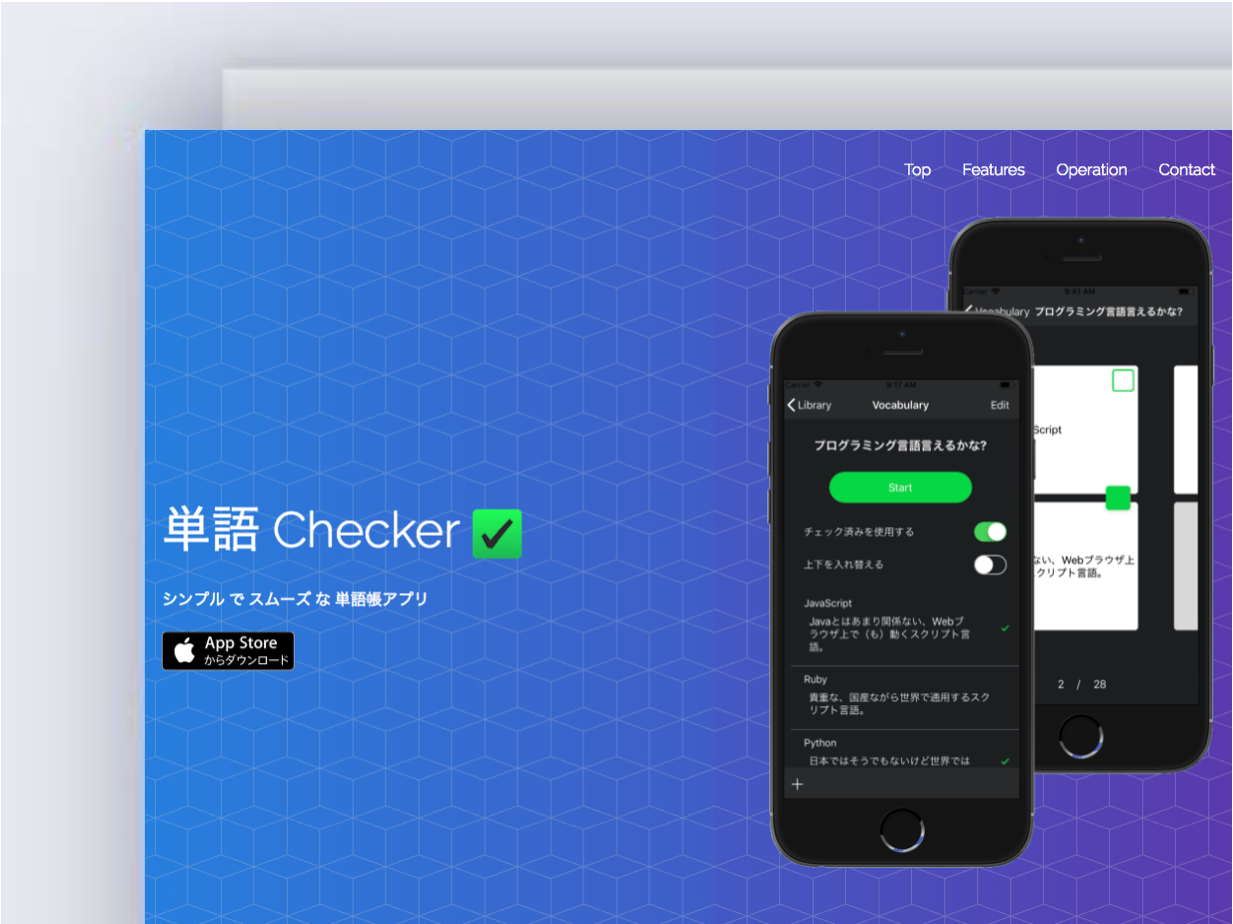 Top Features Operation Contact
単語 Checker
シンプル で スムーズ な 単語帳アプリ
App Store
からダウンロード
Carrier 9:17 AM
Library Vocabulary Edit
プログラミング言語言えるかな?
Start
チェック済みを使用する
上下を入れ替える
JavaScript
Javaとはあまり関係ない、Webブ
ラウザ上で（も）動くスクリプト言
語。
Ruby
貴重な、国産ながら世界で通用するスク
リプト言語。
Python
日本ではそうでもないけど世界では
Carrier 9:41 AM
Vocabulary プログラミング言語言えるかな?
Script
ない、Webブラウザ上
スクリプト言語。
2 / 28